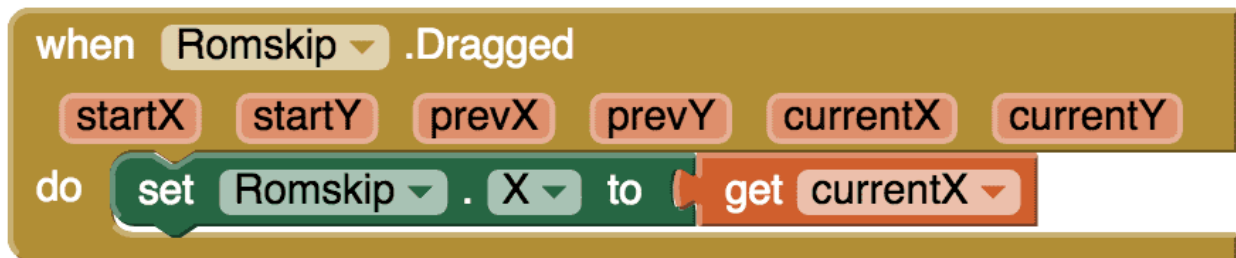 when Romskip .Dragged
startX startY prevX prevY currentX currentY
do set Romskip . X to get currentX